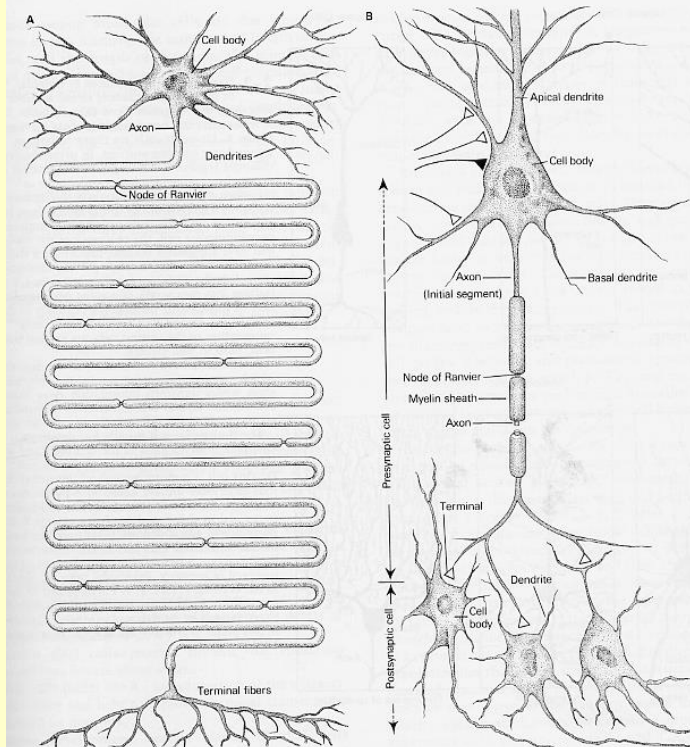 A
Cell body
Axon
Dendrites
Node of Ranvier
Terminal fibers
B
Apical dendrite
Cell body
Axon
(Initial segment)
Basal dendrite
Node of Ranvier
Myelin sheath
Axon
Presynaptic cell
Terminal
Dendrite
Cell
body
Postsynaptic cell